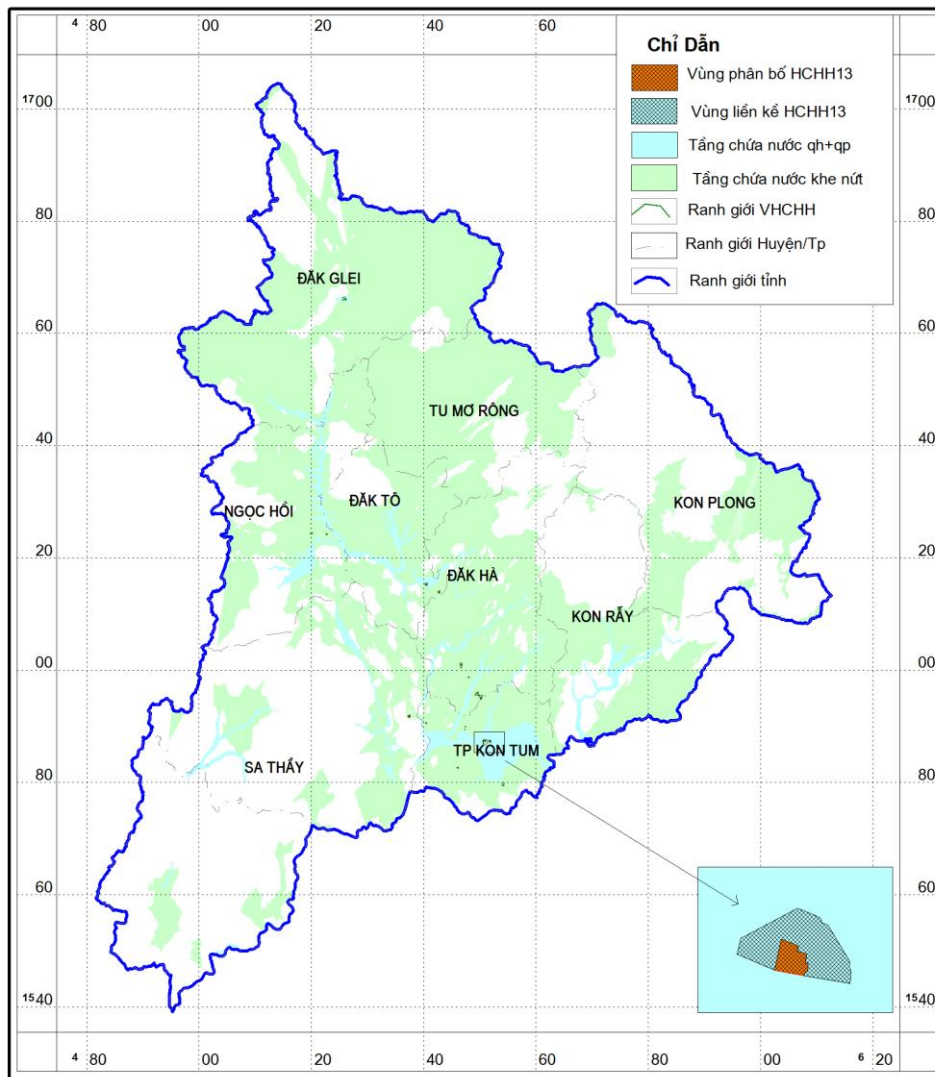 4 80 00 20 40 60
Chỉ Dẫn
Vùng phân bố HCHH13
Vùng liền kề HCHH13
Tầng chứa nước qh+qp
Tầng chứa nước khe nứt
Ranh giới VHCHH
Ranh giới Huyện/Tp
Ranh giới tỉnh
1700
80 80
60 60
40 40
20 20
00 00
80 80
60 60
1540 1540
ĐĂK GLEI
TU MƠ RÔNG
ĐĂK TÔ
NGỌC HỒI
KON PLONG
ĐĂK HÀ
KON RẪY
TP KON TUM
SA THẦY
4 80 00 20 40 60 80 00 6 20